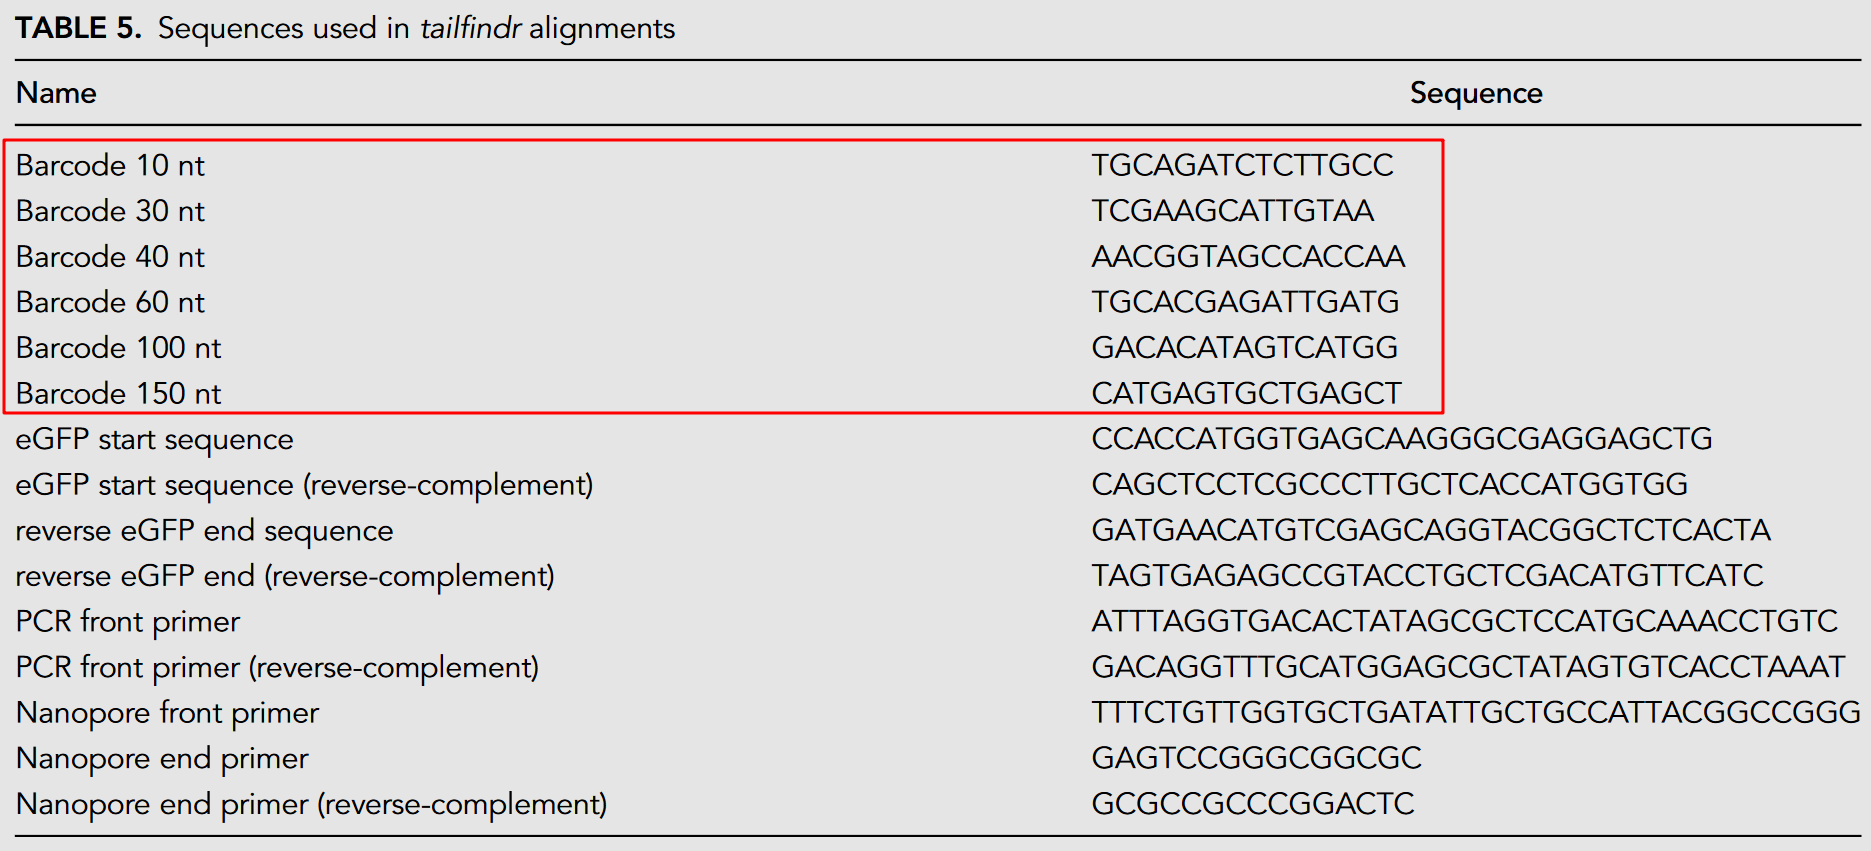 TABLE 5. Sequences used in tailfindr alignments
Name Sequence
Barcode 10 nt TGCAGATCTCTTGCC
Barcode 30 nt TCGAAGCATTGTAA
Barcode 40 nt AACGGTAGCCACCAA
Barcode 60 nt TGCACGAGATTGATG
Barcode 100 nt GACACATAGTCATGG
Barcode 150 nt CATGAGTGCTGAGCT
eGFP start sequence CCACCATGGTGAGCAAGGGCGAGGAGCTG
eGFP start sequence (reverse-complement) CAGCTCCTCGCCCTTGCTCACCATGGTGG
reverse eGFP end sequence GATGAACATGTCGAGCAGGTACGGCTCTCACTA
reverse eGFP end (reverse-complement) TAGTGAGAGCCGTACCTGCTCGACATGTTCATC
PCR front primer ATTTAGGTGACACTATAGCGCTCCATGCAAACCTGTC
PCR front primer (reverse-complement) GACAGGTTTGCATGGAGCGCTATAGTGTCACCTAAAT
Nanopore front primer TTTCTGTTGGTGCTGATATTGCTGCCATTACGGCCGGG
Nanopore end primer GAGTCCGGGCGGCGC
Nanopore end primer (reverse-complement) GCGCCGCCCGGACTC